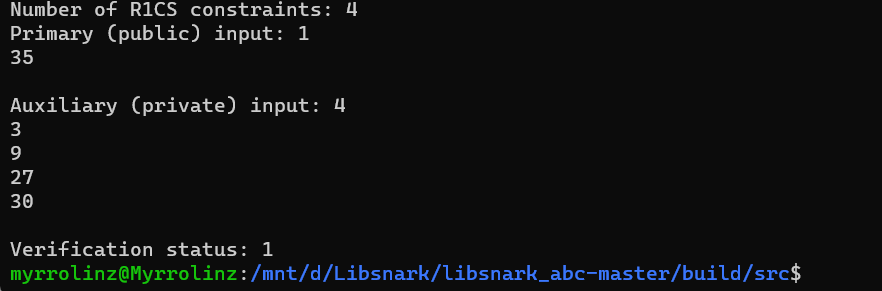 Number of R1CS constraints: 4
Primary (public) input: 1
35
Auxiliary (private) input: 4
3
9
27
30
Verification status: 1
myrrolinz@Myrrolinz:/mnt/d/Libsnark/libsnark_abc-master/build/src$